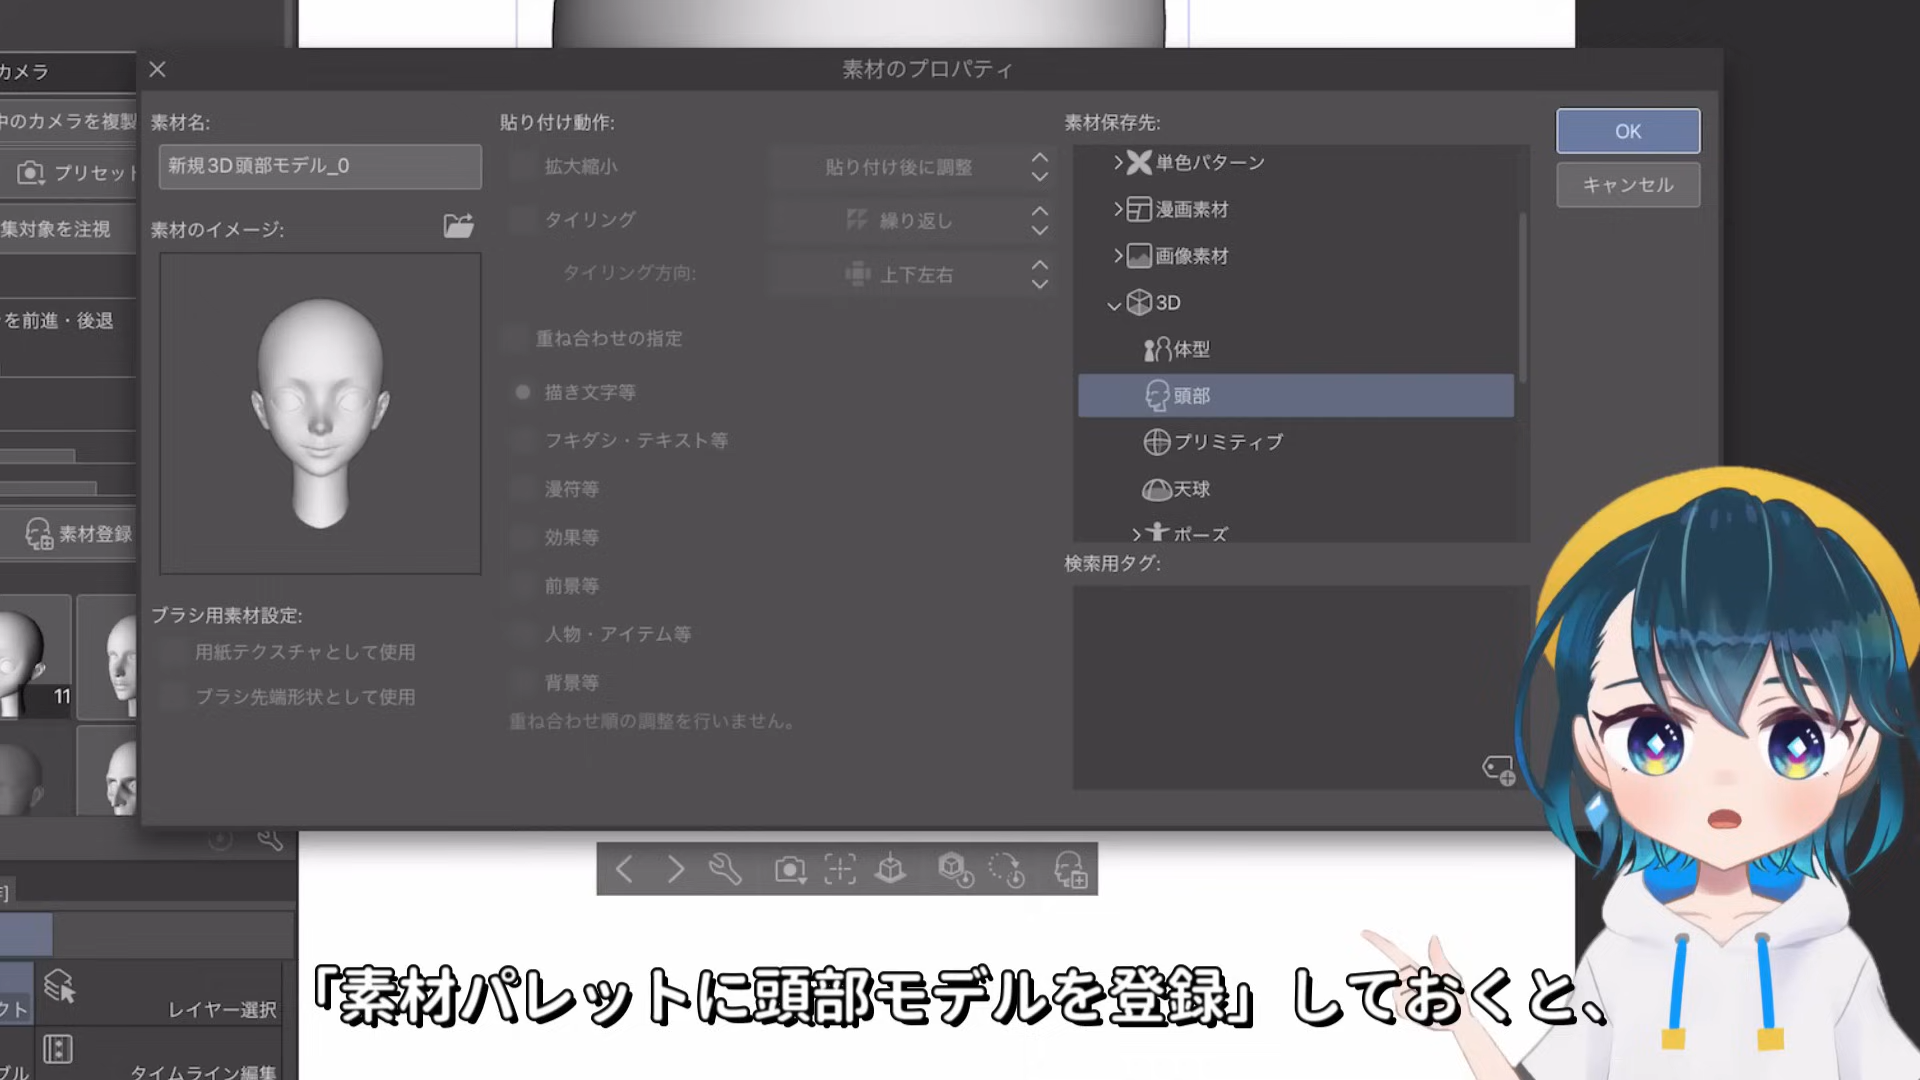 素材のプロパティ
カメラ
中のカメラを複製
プリセット
集対象を注視
を前進・後退
素材登録
11
素材名:
新規3D頭部モデル_0
素材のイメージ:
ブラシ用素材設定:
用紙テクスチャとして使用
ブラシ先端形状として使用
貼り付け動作:
拡大縮小
貼り付け後に調整
タイリング
繰り返し
タイリング方向:
上下左右
重ね合わせの指定
描き文字等
フキダシ・テキスト等
漫符等
効果等
前景等
人物・アイテム等
背景等
重ね合わせ順の調整を行いません。
素材保存先:
単色パターン
漫画素材
画像素材
3D
体型
頭部
プリミティブ
天球
ポーズ
検索用タグ:
OK
キャンセル
クト
レイヤー選択
ブル
タイムライン編集
「素材パレットに頭部モデルを登録」しておくと、